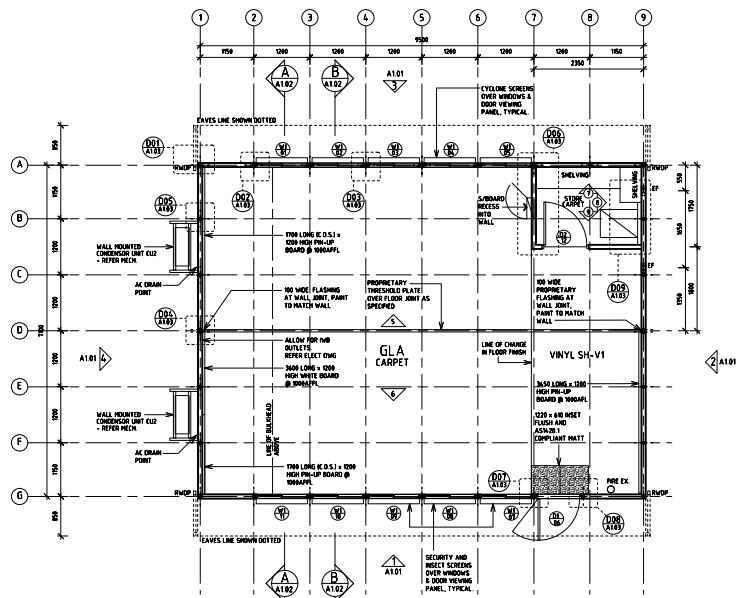 1 2 3 4 5 6 7 8 9
9500
1150 1200 1200 1200 1200 1200 1200 1200 1150
2350
A
A1.02
B
A1.02
A1.01
3
CYCLONE SCREENS
OVER WINDOWS &
DOOR VIEWING
PANEL, TYPICAL.
EAVES LINE SHOWN DOTTED
D01
A1.03
D06
A1.03
850
A
RWDP
RWDP
SHELVING
SHELVING
STORE
CARPET
D02
A1.03
D03
A1.03
S/BOARD
RECESS
INTO
WALL
EF
550
1750
1150
D05
A1.03
B
1650
1700 LONG (C.O.S.) x
1200 HIGH PIN-UP
BOARD @ 1000AFFL
WALL MOUNTED
CONDENSOR UNIT CU2
- REFER MECH.
EF
1200
C
AC DRAIN
POINT
D09
A1.03
100 WIDE FLASHING
AT WALL JOINT, PAINT
TO MATCH WALL
PROPRIETARY
THRESHOLD PLATE
OVER FLOOR JOINT AS
SPECIFIED
100 WIDE
PROPRIETARY
FLASHING AT
WALL JOINT,
PAINT TO MATCH
WALL
1350
1800
1200
D04
A1.03
D
7100
5
ALLOW FOR IWB
OUTLETS.
REFER ELECT DWG
GLA
CARPET
LINE OF CHANGE
IN FLOOR FINISH
VINYL SH-V1
A1.01
4
2
A1.01
1200
E
3600 LONG x 1200
HIGH WHITE BOARD
@ 1000AFFL
6
3450 LONG x 1200
HIGH PIN-UP
BOARD @ 1000AFL
WALL MOUNTED
CONDENSOR UNIT CU2
- REFER MECH.
1220 x 610 INSET
FLUSH AND
AS1428.1
COMPLIANT MATT
1200
F
LINE OF BULKHEAD
ABOVE
AC DRAIN
POINT
1700 LONG (C.O.S.) x 1200
HIGH PIN-UP BOARD @
1000AFFL
1150
D07
A1.03
FIRE EX.
G
RWDP
RWDP
D08
A1.03
850
EAVES LINE SHOWN DOTTED
A
A1.02
B
A1.02
1
A1.01
SECURITY AND
INSECT SCREENS
OVER WINDOWS
& DOOR VIEWING
PANEL, TYPICAL.